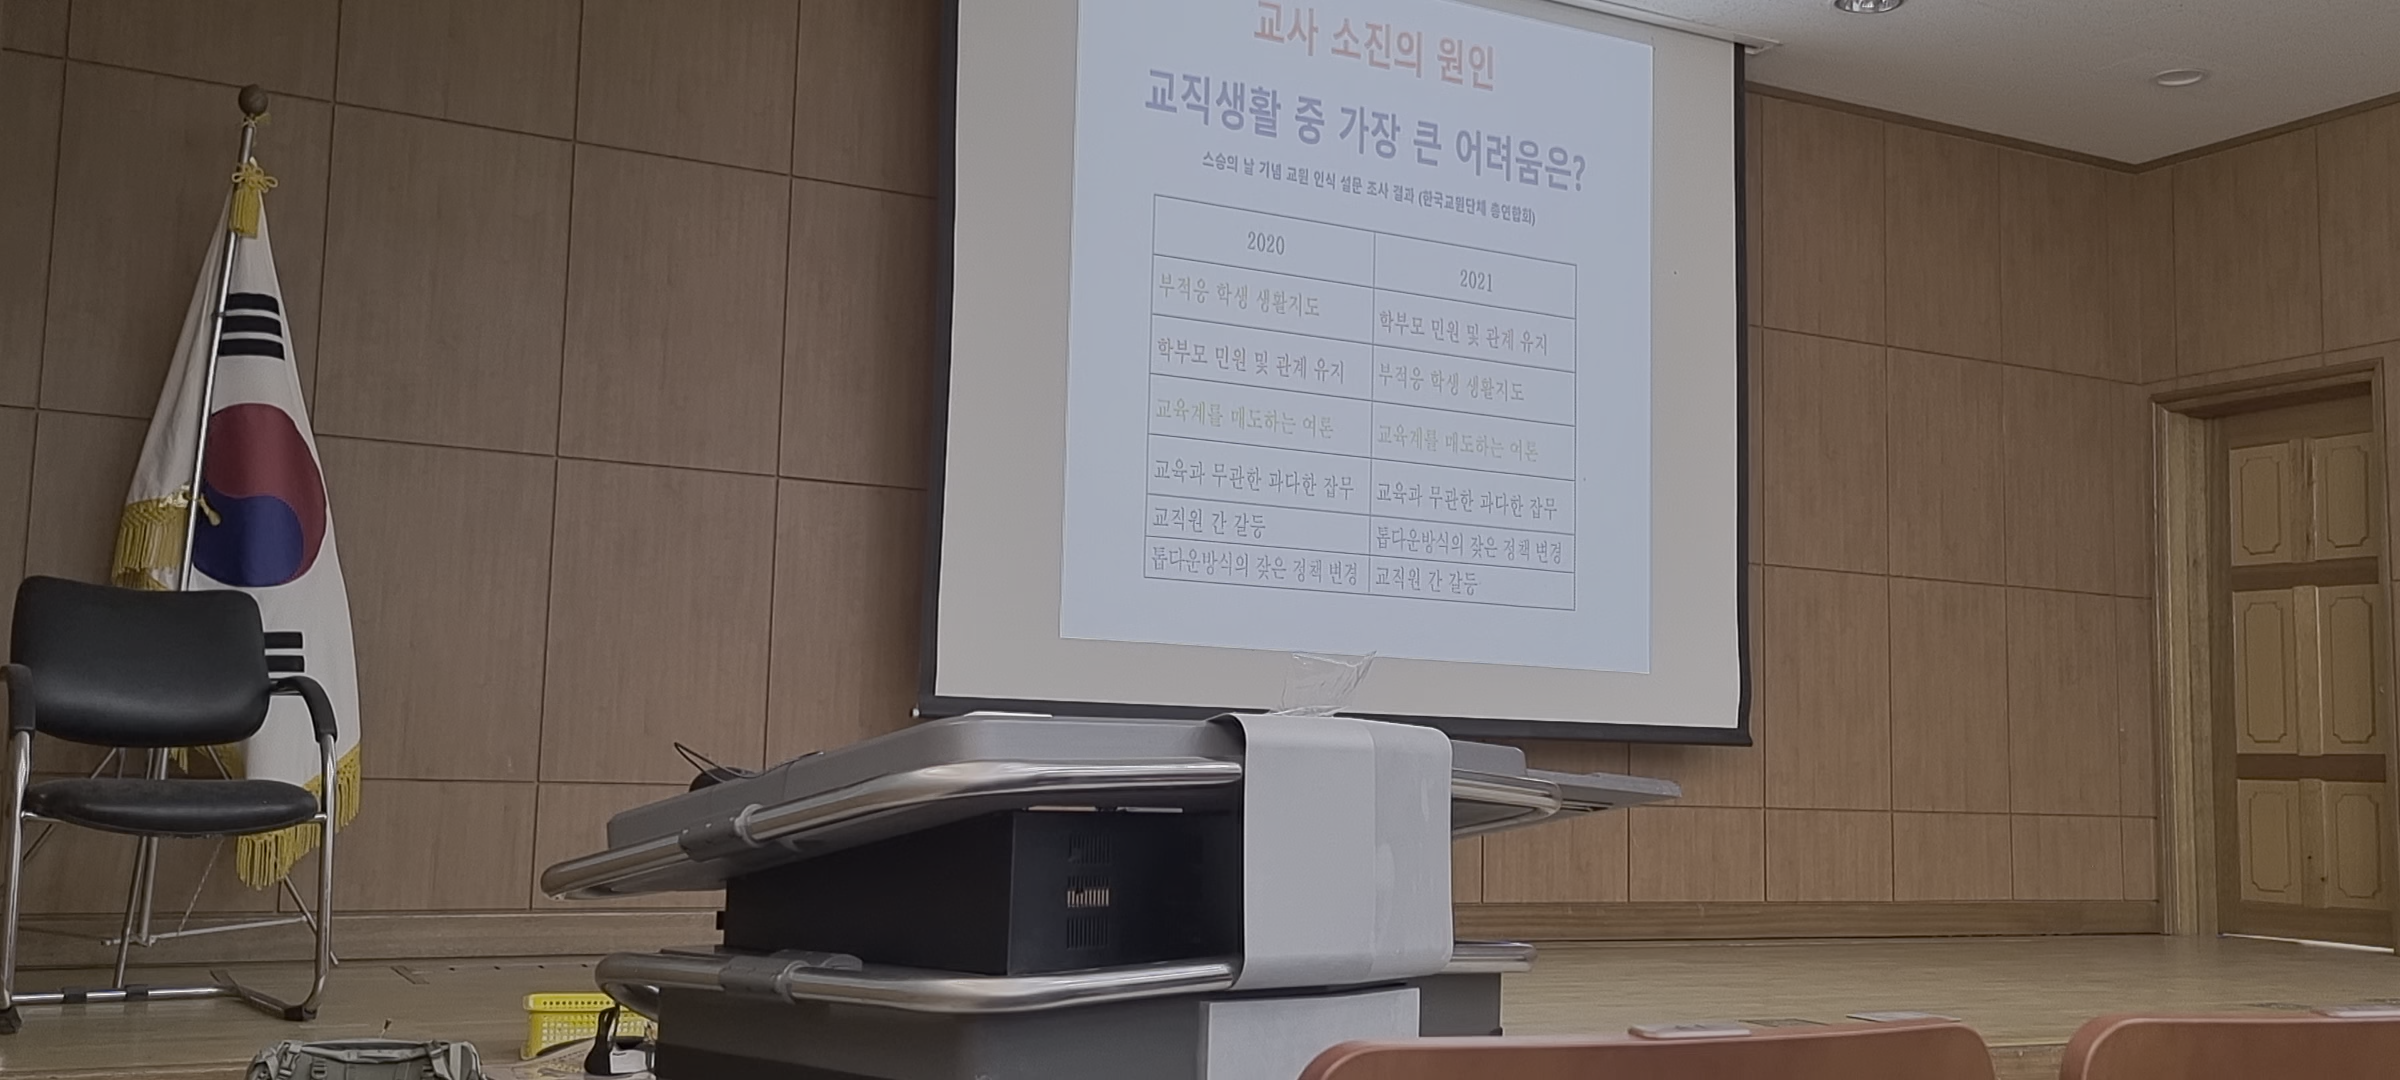 교사 소진의 원인
교직생활 중 가장 큰 어려움은?
스승의 날 기념 교원 인식 설문 조사 결과 (한국교원단체 총연합회)
2020 2021
부적응 학생 생활지도 학부모 민원 및 관계 유지
학부모 민원 및 관계 유지 부적응 학생 생활지도
교육계를 매도하는 여론 교육계를 매도하는 여론
교육과 무관한 과다한 잡무 교육과 무관한 과다한 잡무
교직원 간 갈등 톱다운방식의 잦은 정책 변경
톱다운방식의 잦은 정책 변경 교직원 간 갈등